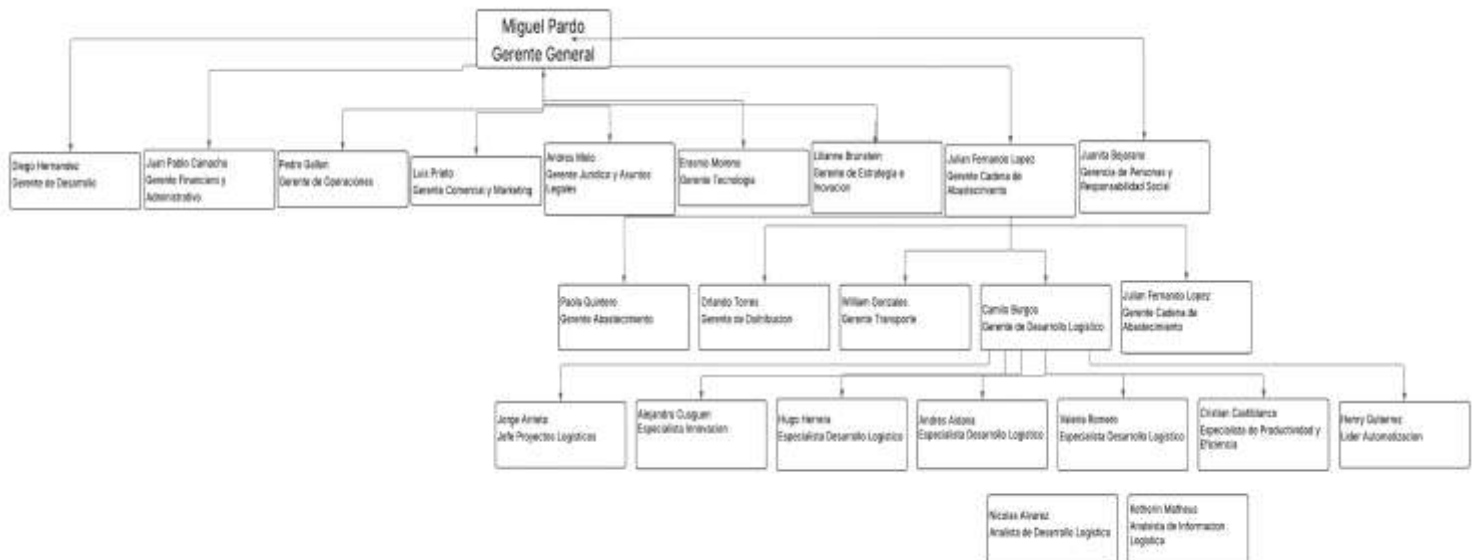 Miguel Pardo
Gerente General
Diego Hernandez
Gerente de Desarrollo
Juan Pablo Camacho
Gerente Financiero y
Administrativo
Pedro Gallon
Gerente de Operaciones
Luis Prieto
Gerente Comercial y Marketing
Andres Melo
Gerente Juridico y Asuntos
Legales
Erasmo Moreno
Gerente Tecnologia
Lilianne Brunstein
Gerente de Estrategia e
Inovacion
Julian Fernando Lopez
Gerente Cadena de
Abastecimiento
Juanita Bejarano
Gerencia de Personas y
Responsabilidad Social
Paola Quintero
Gerente Abastecimiento
Orlando Torres
Gerente de Distribucion
William Gonzales
Gerente Transporte
Camilo Burgos
Gerente de Desarrollo Logistico
Julian Fernando Lopez
Gerente Cadena de
Abastecimiento
Jorge Arrieta
Jefe Proyectos Logisticos
Alejandra Cusguen
Especialista Innovacion
Hugo Herrera
Especialista Desarrollo Logistico
Andres Aldana
Especialista Desarrollo Logistico
Valeria Romero
Especialista Desarrollo Logistico
Cristian Castiblanco
Especialista de Productividad y
Eficiencia
Henry Gutierrez
Lider Automatizacion
Nicolas Alvarez
Analista de Desarrollo Logistico
Matheus
Analista de Informacion
Logistica